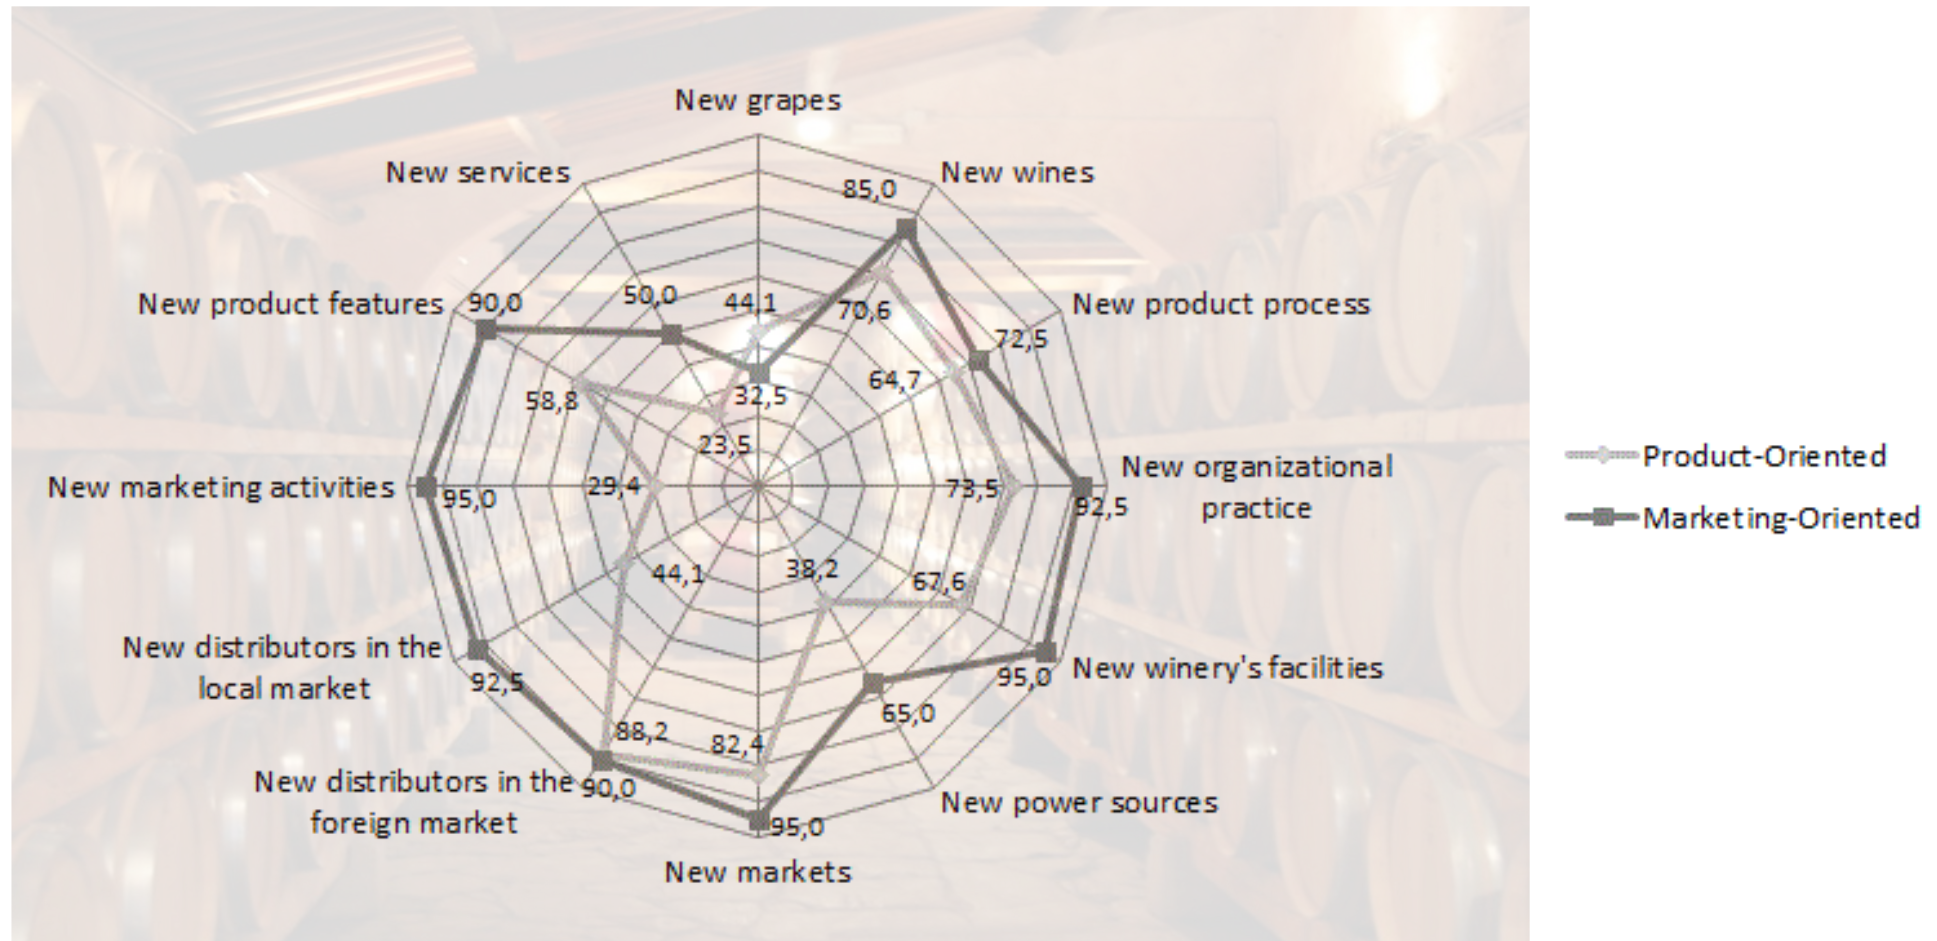 New grapes
New services
New wines
85,0
New product features
90,0
50,0
44,1
70,6
New product process
72,5
64,7
58,8
32,5
23,5
New marketing activities
95,0
29,4
73,5
New organizational
practice
92,5
Product-Oriented
Marketing-Oriented
44,1
38,2
67,6
New distributors in the
local market
92,5
95,0
New winery's facilities
65,0
88,2
82,4
New distributors in the
foreign market
90,0
95,0
New power sources
New markets